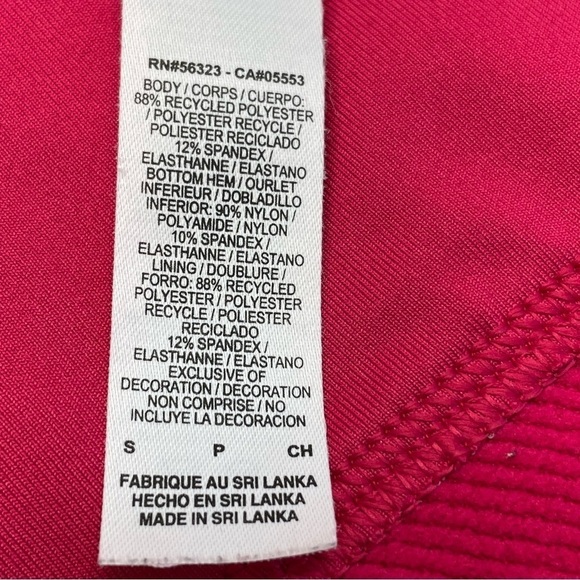 RN#56323 - CA#05553
BODY / CORPS / CUERPO:
88% RECYCLED POLYESTER
/ POLYESTER RECYCLE /
POLIESTER RECICLADO
12% SPANDEX /
ELASTHANNE / ELASTANO
BOTTOM HEM / OURLET
INFERIEUR / DOBLADILLO
INFERIOR: 90% NYLON /
POLYAMIDE / NYLON
10% SPANDEX /
ELASTHANNE / ELASTANO
LINING / DOUBLURE /
FORRO: 88% RECYCLED
POLYESTER / POLYESTER
RECYCLE / POLIESTER
RECICLADO
12% SPANDEX /
ELASTHANNE / ELASTANO
EXCLUSIVE OF
DECORATION / DECORATION
NON COMPRISE / NO
INCLUYE LA DECORACION
S P CH
FABRIQUE AU SRI LANKA
HECHO EN SRI LANKA
MADE IN SRI LANKA